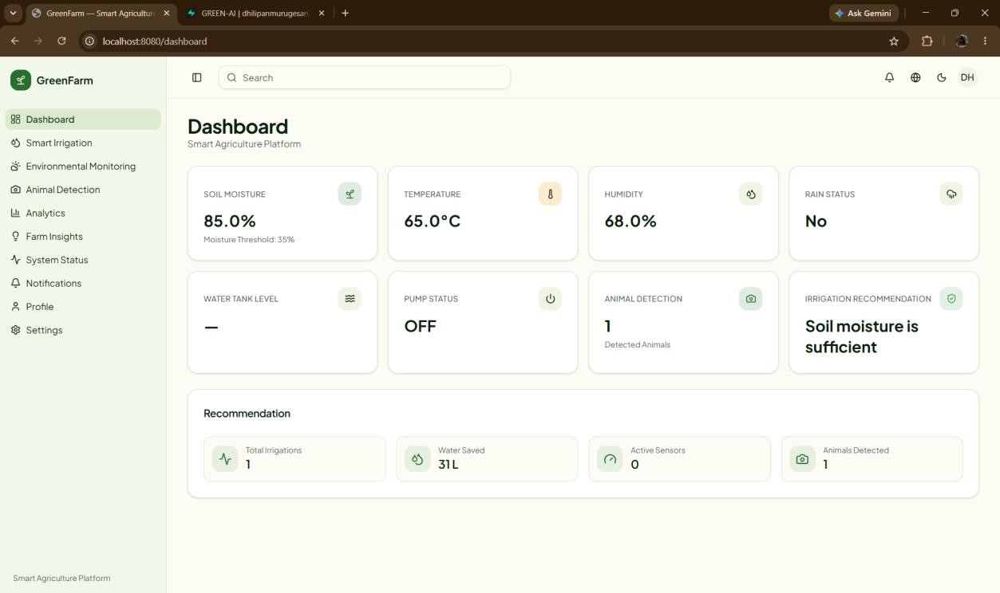 GreenFarm — Smart Agriculture
GREEN-AI | dhilipanmurugesan
Ask Gemini
localhost:8080/dashboard
GreenFarm
Search
DH
Dashboard
Smart Irrigation
Environmental Monitoring
Animal Detection
Analytics
Farm Insights
System Status
Notifications
Profile
Settings
Smart Agriculture Platform
Dashboard
Smart Agriculture Platform
SOIL MOISTURE
85.0%
Moisture Threshold: 35%
TEMPERATURE
65.0°C
HUMIDITY
68.0%
RAIN STATUS
No
WATER TANK LEVEL
—
PUMP STATUS
OFF
ANIMAL DETECTION
1
Detected Animals
IRRIGATION RECOMMENDATION
Soil moisture is
sufficient
Recommendation
Total Irrigations
1
Water Saved
31 L
Active Sensors
0
Animals Detected
1